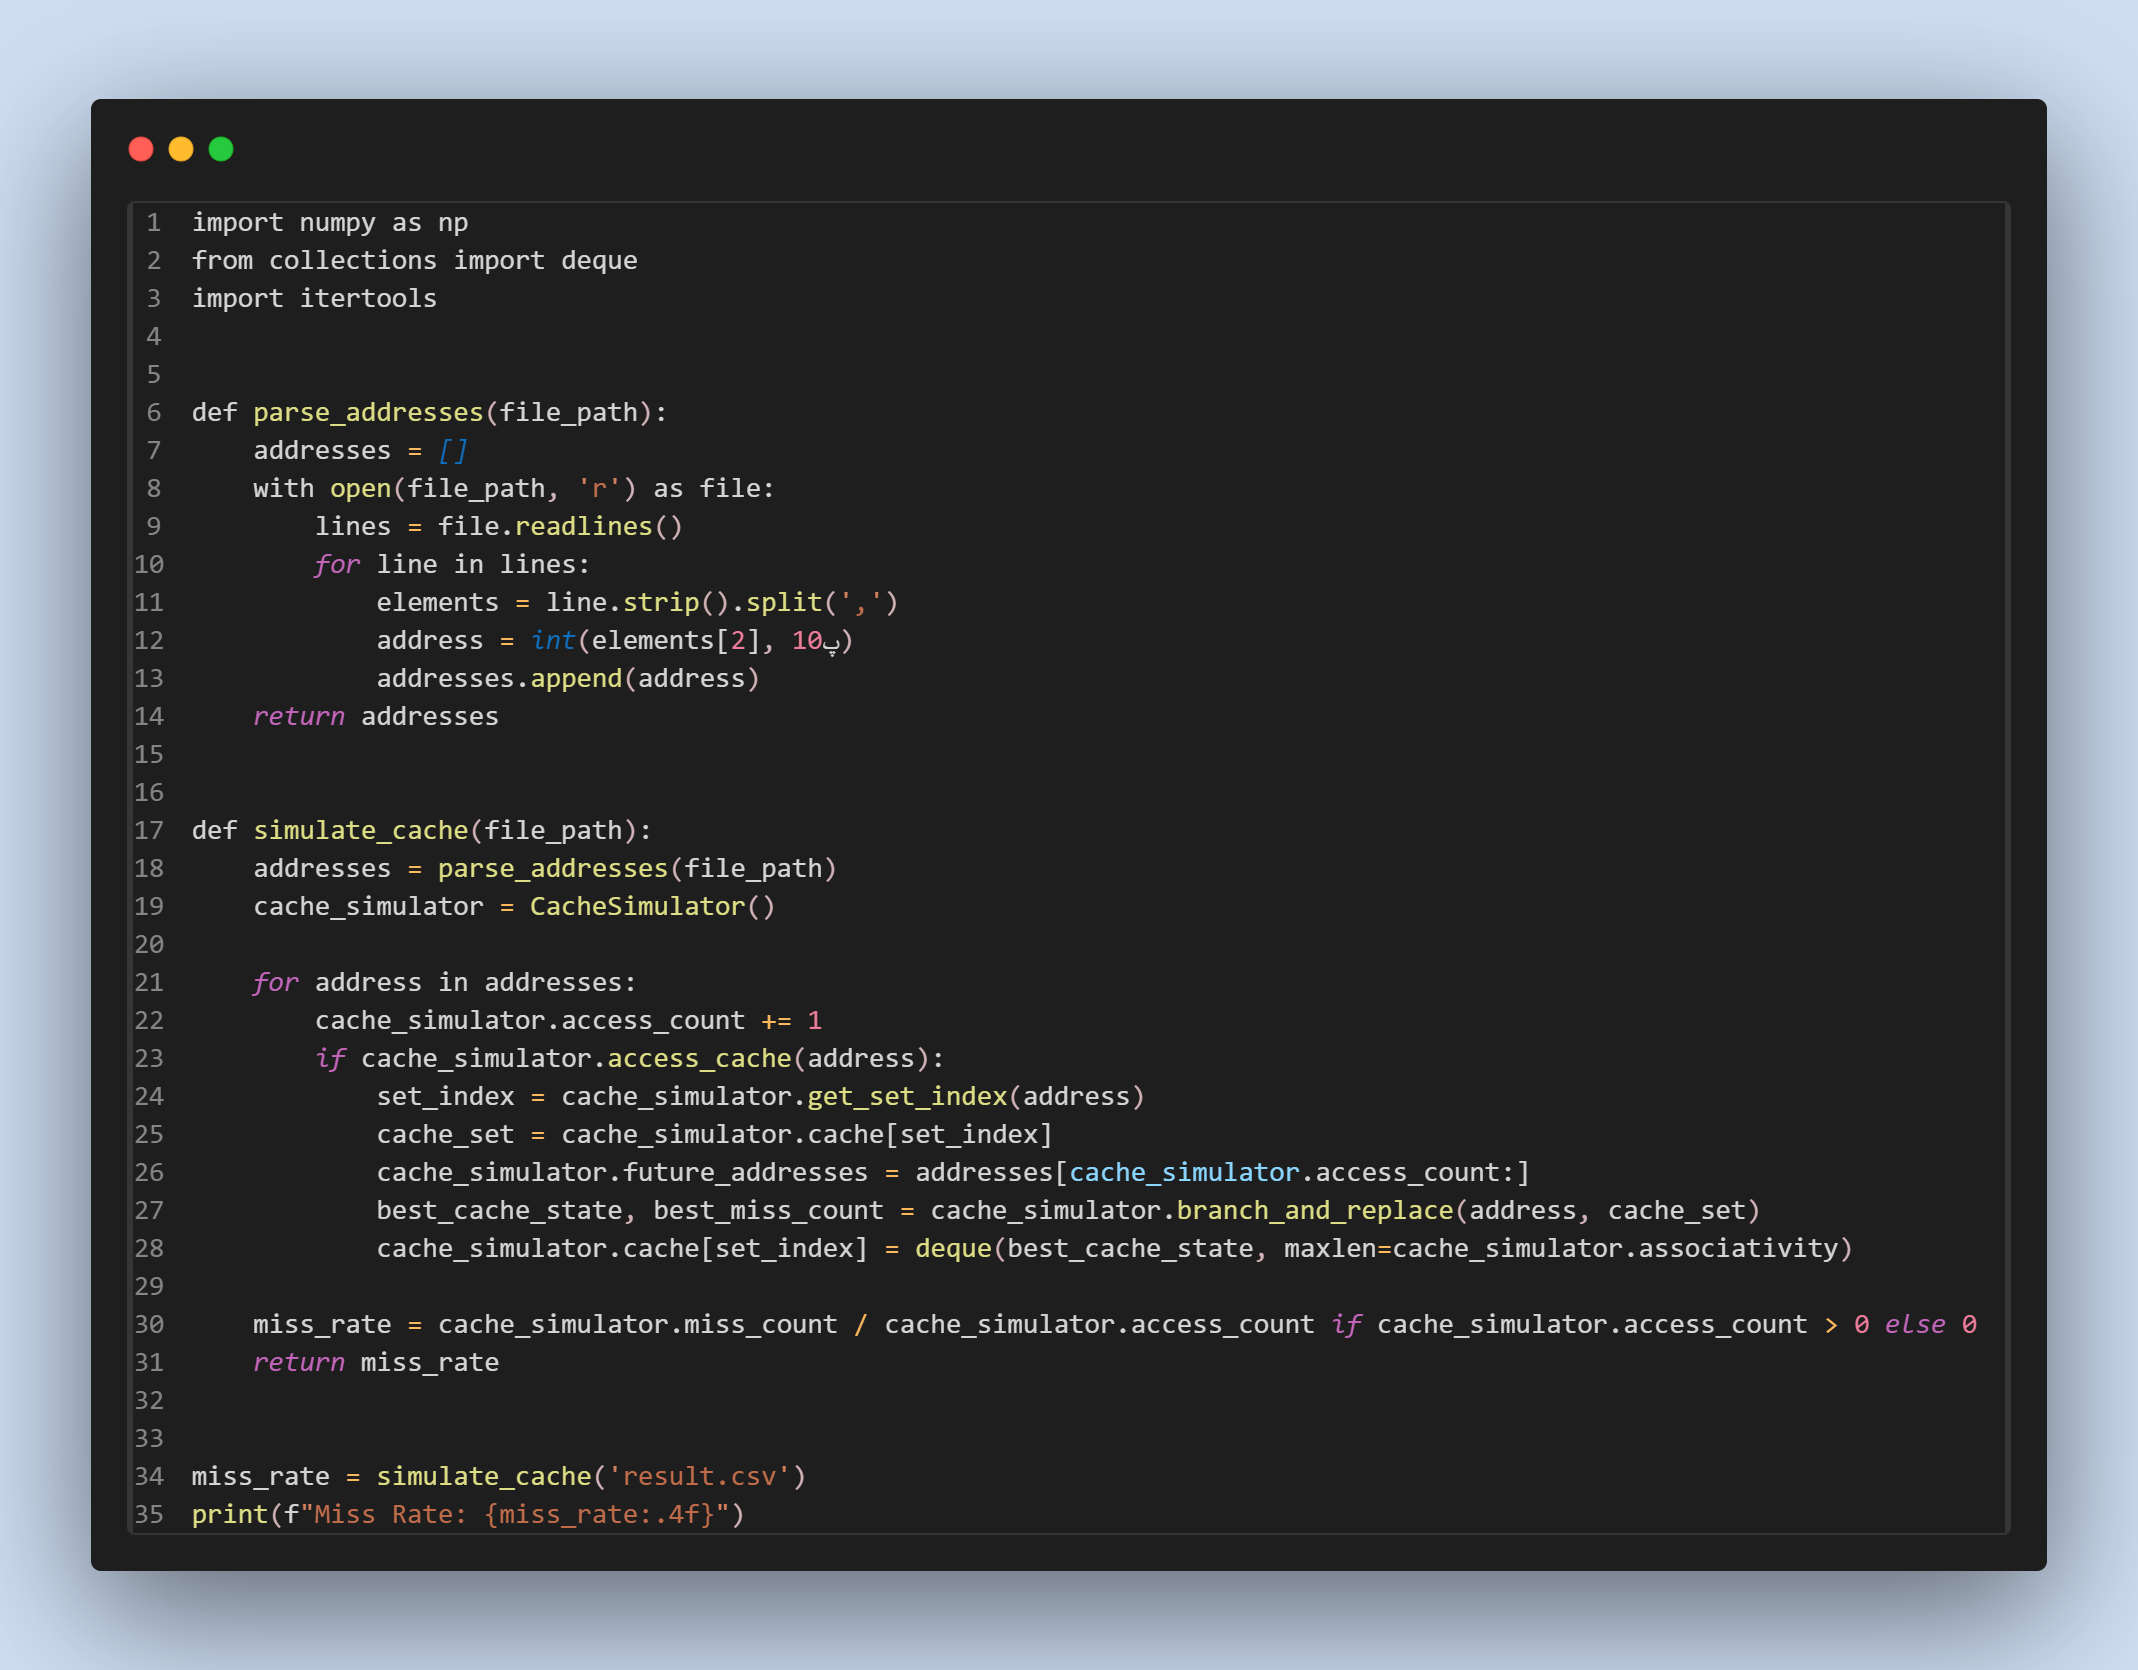 1 import numpy as np
2 from collections import deque
3 import itertools
4
5
6 def parse_addresses(file_path):
7     addresses = []
8     with open(file_path, 'r') as file:
9         lines = file.readlines()
10         for line in lines:
11             elements = line.strip().split(',')
12             address = int(elements[2], 10پ)
13             addresses.append(address)
14     return addresses
15
16
17 def simulate_cache(file_path):
18     addresses = parse_addresses(file_path)
19     cache_simulator = CacheSimulator()
20
21     for address in addresses:
22         cache_simulator.access_count += 1
23         if cache_simulator.access_cache(address):
24             set_index = cache_simulator.get_set_index(address)
25             cache_set = cache_simulator.cache[set_index]
26             cache_simulator.future_addresses = addresses[cache_simulator.access_count:]
27             best_cache_state, best_miss_count = cache_simulator.branch_and_replace(address, cache_set)
28             cache_simulator.cache[set_index] = deque(best_cache_state, maxlen=cache_simulator.associativity)
29
30     miss_rate = cache_simulator.miss_count / cache_simulator.access_count if cache_simulator.access_count > 0 else 0
31     return miss_rate
32
33
34 miss_rate = simulate_cache('result.csv')
35 print(f"Miss Rate: {miss_rate:.4f}")